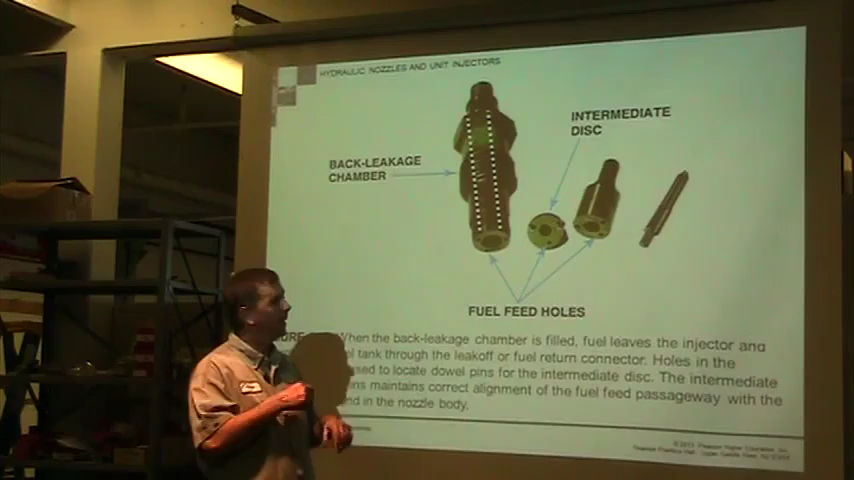 HYDRAULIC NOZZLES AND UNIT INJECTORS
INTERMEDIATE
DISC
BACK-LEAKAGE
CHAMBER
FUEL FEED HOLES
When the back-leakage chamber is filled, fuel leaves the injector and
tank through the leakoff or fuel return connector. Holes in the
used to locate dowel pins for the intermediate disc. The intermediate
pins maintains correct alignment of the fuel feed passageway with the
in the nozzle body.